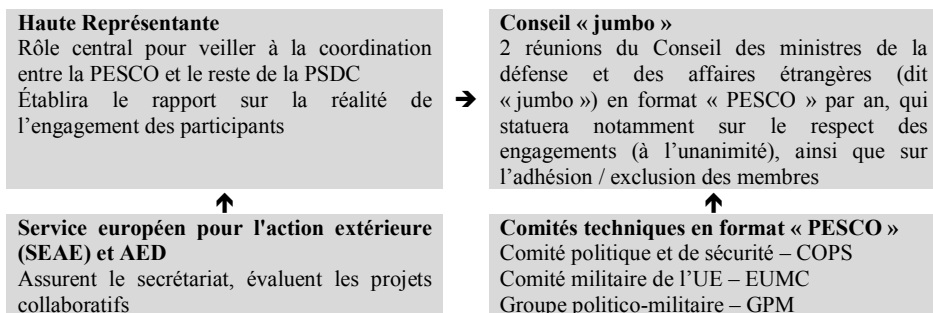 Haute Représentante
Rôle central pour veiller à la coordination
entre la PESCO et le reste de la PSDC
Établira le rapport sur la réalité de
l'engagement des participants
➔
Conseil « jumbo »
2 réunions du Conseil des ministres de la
défense et des affaires étrangères (dit
« jumbo ») en format « PESCO » par an, qui
statuera notamment sur le respect des
engagements (à l'unanimité), ainsi que sur
l'adhésion / exclusion des membres
Service européen pour l'action extérieure
(SEAE) et AED
Assurent le secrétariat, évaluent les projets
collaboratifs
Comités techniques en format « PESCO »
Comité politique et de sécurité – COPS
Comité militaire de l'UE – EUMC
Groupe politico-militaire – GPM